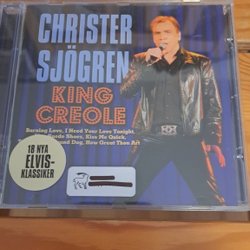 CHRISTER
SJÖGREN
KING
CREOLE
Burning Love, I Need Your Love Tonight,
Suede Shoes, Kiss Me Quick,
Hound Dog, How Great Thou Art
18 NYA
ELVIS-
KLASSIKER